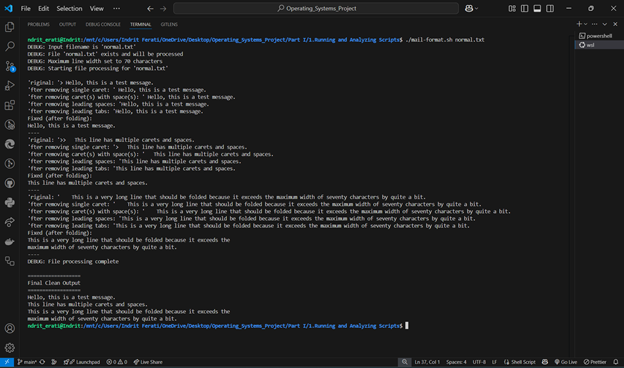 File Edit Selection View ...
Operating_Systems_Project
PROBLEMS OUTPUT DEBUG CONSOLE TERMINAL GITLENS
powershell
wsl
ndrit_erati@Indrit:/mnt/c/Users/Indrit Ferati/OneDrive/Desktop/Operating_Systems_Project/Part I/1.Running and Analyzing Scripts$ ./mail-format.sh normal.txt
DEBUG: Input filename is 'normal.txt'
DEBUG: File 'normal.txt' exists and will be processed
DEBUG: Maximum line width set to 70 characters
DEBUG: Starting file processing for 'normal.txt'
'riginal: '> Hello, this is a test message.
'fter removing single caret: ' Hello, this is a test message.
'fter removing caret(s) with space(s): ' Hello, this is a test message.
'fter removing leading spaces: 'Hello, this is a test message.
'fter removing leading tabs: 'Hello, this is a test message.
Fixed (after folding):
Hello, this is a test message.
----
'riginal: '>>   This line has multiple carets and spaces.
'fter removing single caret: '>   This line has multiple carets and spaces.
'fter removing caret(s) with space(s): '   This line has multiple carets and spaces.
'fter removing leading spaces: 'This line has multiple carets and spaces.
'fter removing leading tabs: 'This line has multiple carets and spaces.
Fixed (after folding):
This line has multiple carets and spaces.
----
'riginal: '    This is a very long line that should be folded because it exceeds the maximum width of seventy characters by quite a bit.
'fter removing single caret: '    This is a very long line that should be folded because it exceeds the maximum width of seventy characters by quite a bit.
'fter removing caret(s) with space(s): '    This is a very long line that should be folded because it exceeds the maximum width of seventy characters by quite a bit.
'fter removing leading spaces: 'This is a very long line that should be folded because it exceeds the maximum width of seventy characters by quite a bit.
'fter removing leading tabs: 'This is a very long line that should be folded because it exceeds the maximum width of seventy characters by quite a bit.
Fixed (after folding):
This is a very long line that should be folded because it exceeds the
maximum width of seventy characters by quite a bit.
----
DEBUG: File processing complete
==================
Final Clean Output
==================
Hello, this is a test message.
This line has multiple carets and spaces.
This is a very long line that should be folded because it exceeds the
maximum width of seventy characters by quite a bit.
ndrit_erati@Indrit:/mnt/c/Users/Indrit Ferati/OneDrive/Desktop/Operating_Systems_Project/Part I/1.Running and Analyzing Scripts$
main* Launchpad 0 0 Live Share Ln 37, Col 1 Spaces: 4 UTF-8 LF Shell Script Go Live Prettier